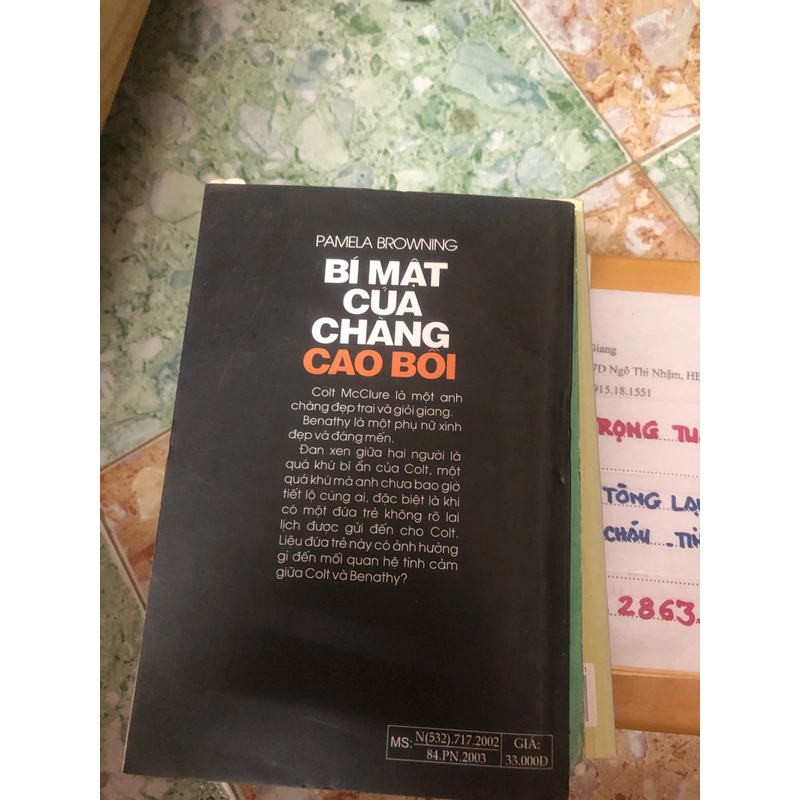 PAMELA BROWNING
BÍ MẬT
CỦA
CHÀNG
CAO BỒI
Colt McClure là một anh
chàng đẹp trai và giỏi giang.
Benathy là một phụ nữ xinh
đẹp và đáng mến.
Đan xen giữa hai người là
quá khứ bí ẩn của Colt, một
quá khứ mà anh chưa bao giờ
tiết lộ cùng ai, đặc biệt là khi
có một đứa trẻ không rõ lai
lịch được gửi đến cho Colt.
Liệu đứa trẻ này có ảnh hưởng
gì đến mối quan hệ tình cảm
giữa Colt và Benathy?
MS: N(532).717.2002
84.PN.2003
GIÁ:
33.000Đ
Giang
7D Ngô Thì Nhậm,
915.18.1551
RỌNG
TÔNG
CHÁU
2863